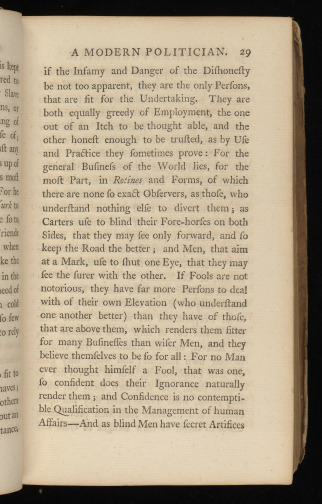 A MODERN POLITICIAN. 29
if the Infamy and Danger of the Diſhoneſty
be not too apparent, they are the only Perſons,
that are fit for the Undertaking. They are
both equally greedy of Employment, the one
out of an Itch to be thought able, and the
other honeſt enough to be truſted, as by Uſe
and Practice they ſometimes prove: For the
general Buſineſs of the World lies, for the
moſt Part, in Rotines and Forms, of which
there are none ſo exact Obſervers, as thoſe, who
underſtand nothing elſe to divert them; as
Carters uſe to blind their Fore-horſes on both
Sides, that they may ſee only forward, and ſo
keep the Road the better; and Men, that aim
at a Mark, uſe to ſhut one Eye, that they may
ſee the ſurer with the other. If Fools are not
notorious, they have far more Perſons to deal
with of their own Elevation (who underſtand
one another better) than they have of thoſe,
that are above them, which renders them fitter
for many Buſineſſes than wiſer Men, and they
believe themſelves to be ſo for all: For no Man
ever thought himſelf a Fool, that was one,
ſo confident does their Ignorance naturally
render them; and Confidence is no contempti-
ble Qualification in the Management of human
Affairs—And as blind Men have ſecret Artifices